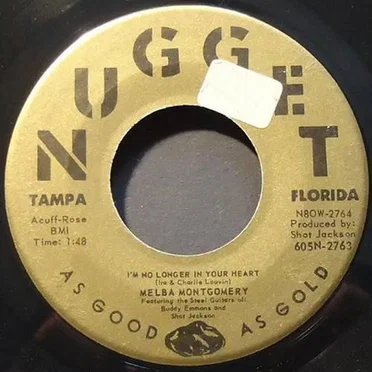 NUGGET
TAMPA
FLORIDA
Acuff-Rose
BMI
Time: 1:48
N8OW-2764
Produced by:
Shot Jackson
605N-2763
I'M NO LONGER IN YOUR HEART
(Ira & Charlie Louvin)
MELBA MONTGOMERY
Featuring the Steel Guitars of:
Buddy Emmons and
Shot Jackson
AS GOOD AS GOLD